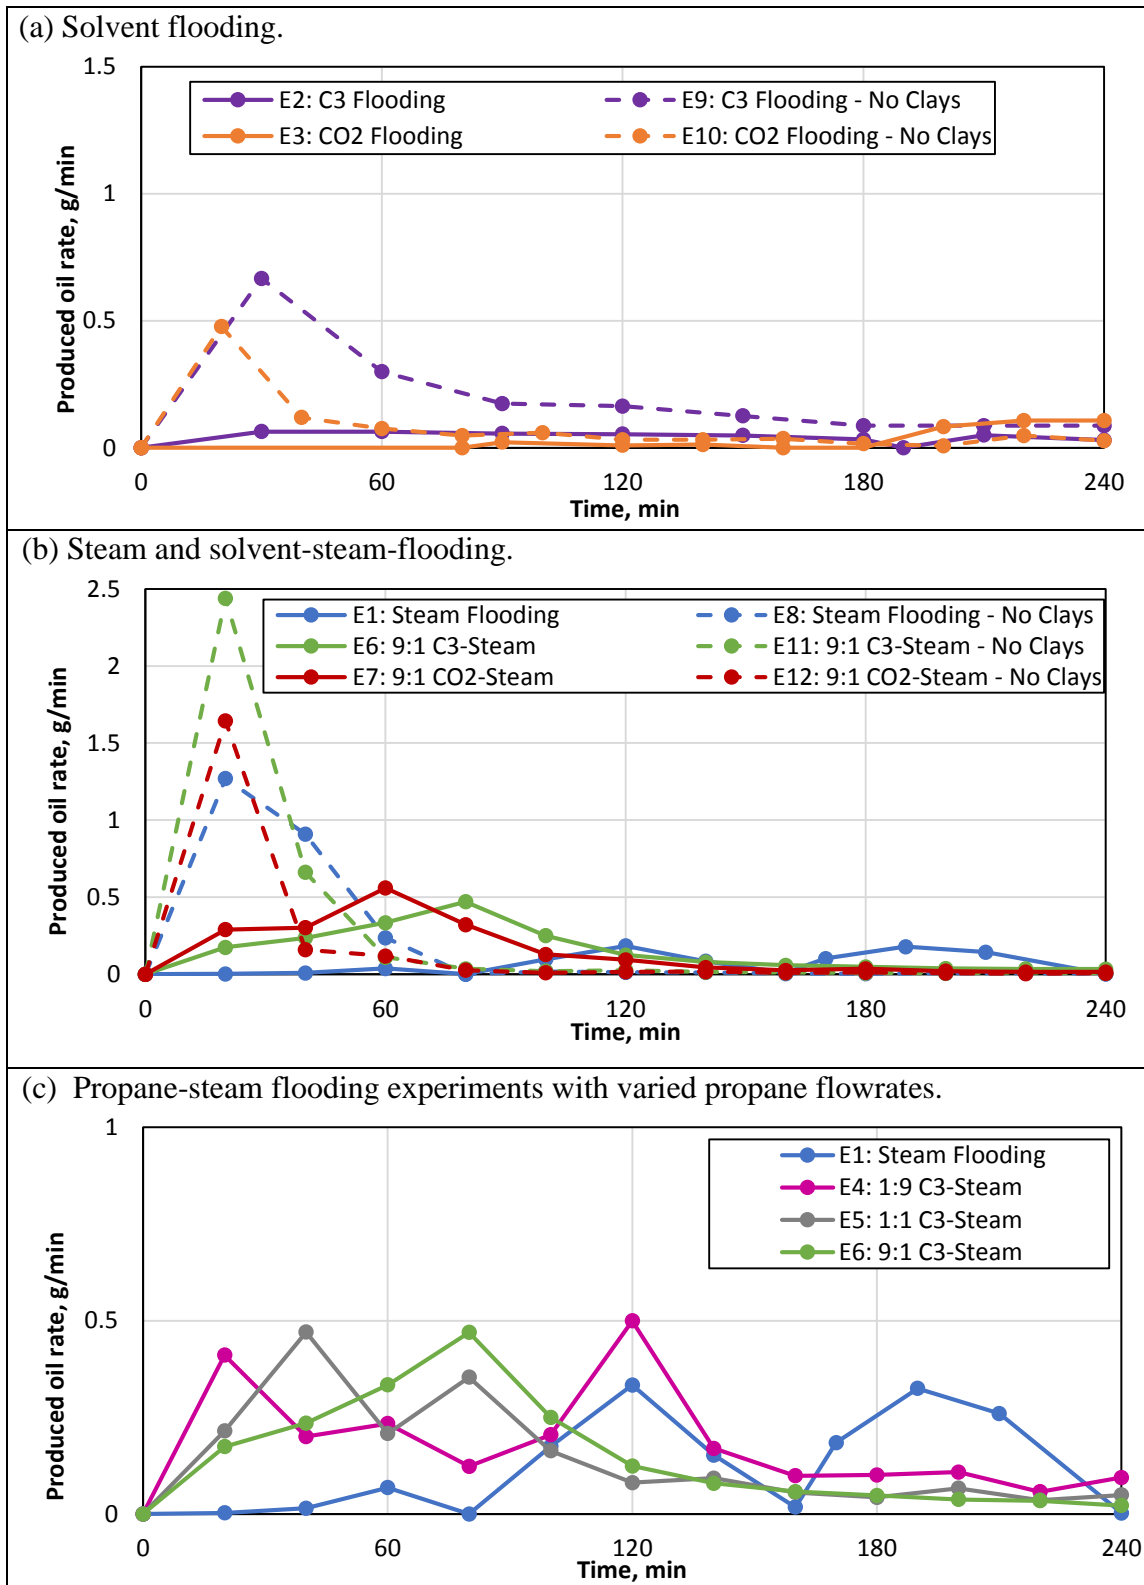 (a) Solvent flooding.
1.5
E2: C3 Flooding
E9: C3 Flooding - No Clays
E3: CO2 Flooding
E10: CO2 Flooding - No Clays
1
0.5
0
Produced oil rate, g/min
0
60
120
180
240
Time, min
(b) Steam and solvent-steam-flooding.
2.5
E1: Steam Flooding
E8: Steam Flooding - No Clays
E6: 9:1 C3-Steam
E11: 9:1 C3-Steam - No Clays
E7: 9:1 CO2-Steam
E12: 9:1 CO2-Steam - No Clays
2
1.5
1
0.5
0
Produced oil rate, g/min
0
60
120
180
240
Time, min
(c) Propane-steam flooding experiments with varied propane flowrates.
1
E1: Steam Flooding
E4: 1:9 C3-Steam
E5: 1:1 C3-Steam
E6: 9:1 C3-Steam
0.5
0
Produced oil rate, g/min
0
60
120
180
240
Time, min